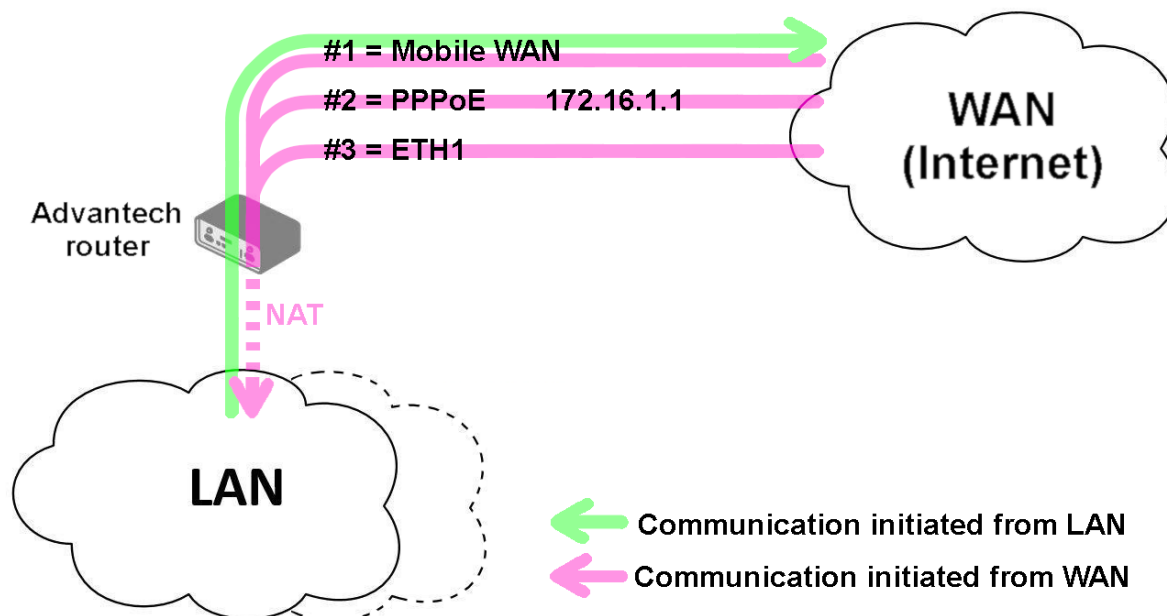 #1 = Mobile WAN
#2 = PPPoE 172.16.1.1
#3 = ETH1
WAN
(Internet)
Advantech
router
NAT
LAN
Communication initiated from LAN
Communication initiated from WAN